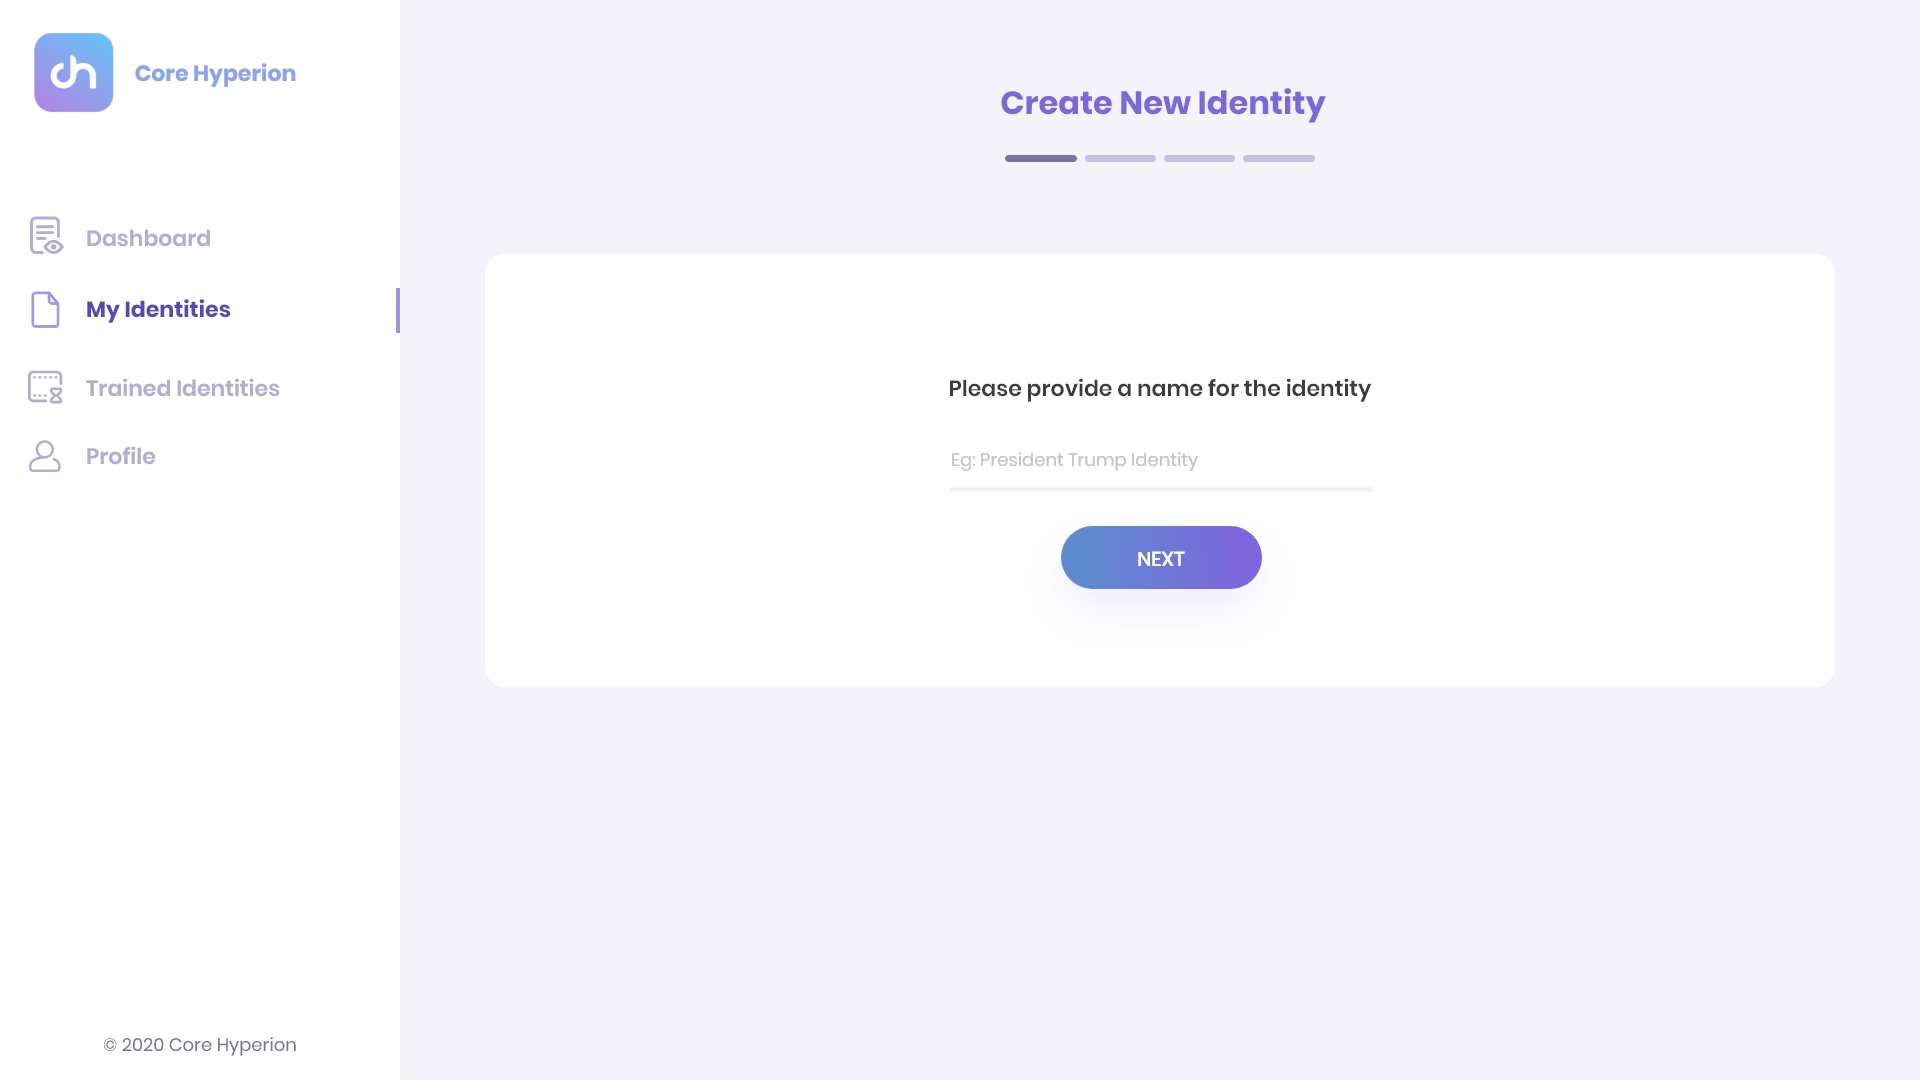 Core Hyperion
Dashboard
My Identities
Trained Identities
Profile
© 2020 Core Hyperion
Create New Identity
Please provide a name for the identity
Eg: President Trump Identity
NEXT